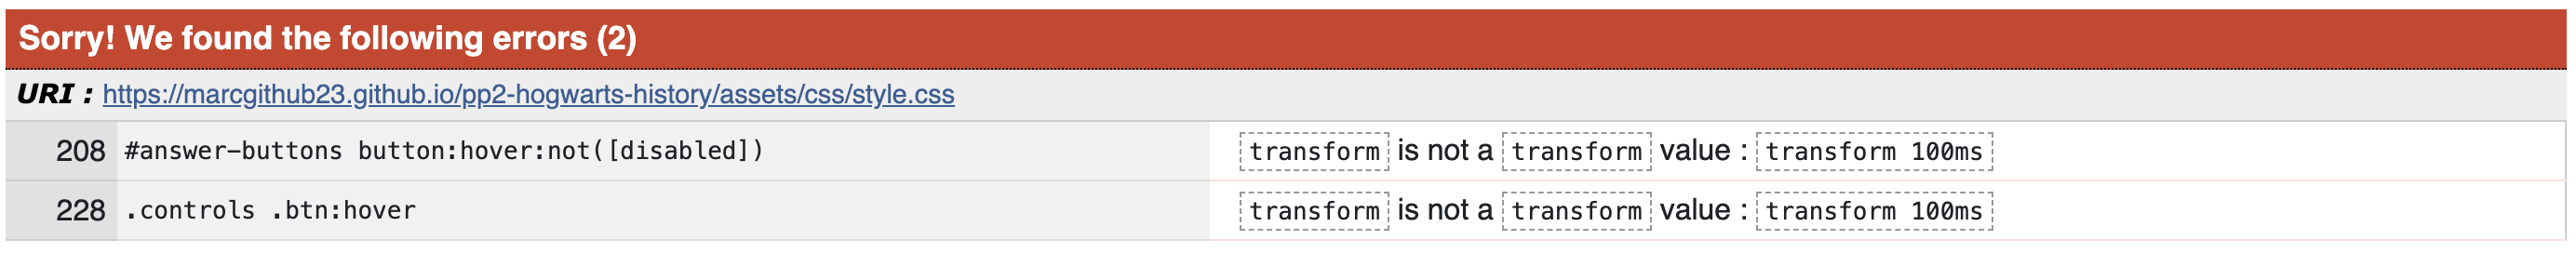 Sorry! We found the following errors (2)
URI : https://marcgithub23.github.io/pp2-hogwarts-history/assets/css/style.css
208 #answer-buttons button:hover:not([disabled]) transform is not a transform value : transform 100ms
228 .controls .btn:hover transform is not a transform value : transform 100ms